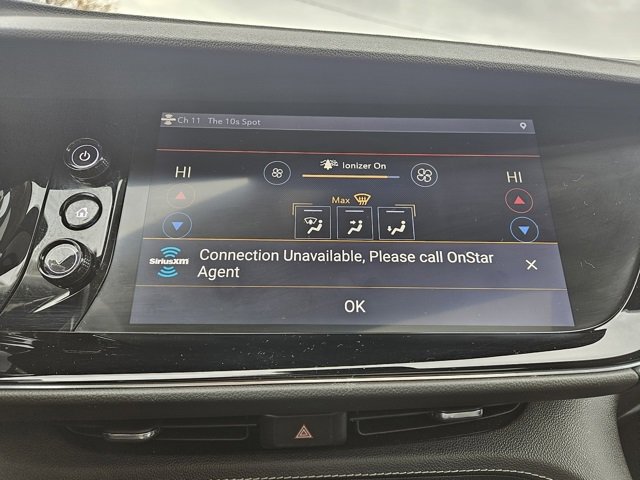 Ch 11 The 10s Spot
Ionizer On
HI
HI
Max
SiriusXM
Connection Unavailable, Please call OnStar
Agent
OK